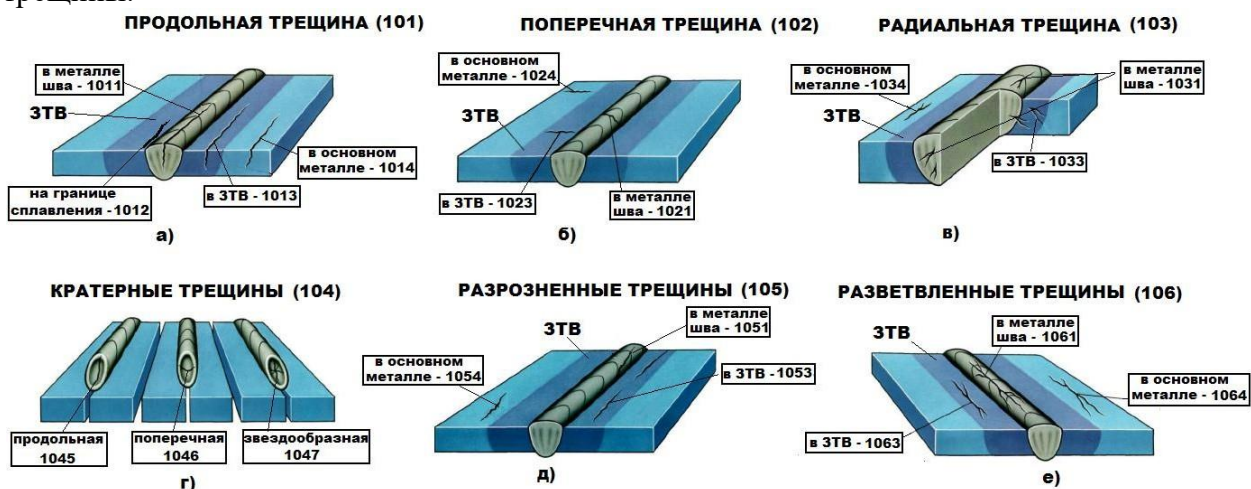 трещины.
ПРОДОЛЬНАЯ ТРЕЩИНА (101)
в металле
шва - 1011
ЗТВ
на границе
сплавления - 1012
в ЗТВ - 1013
в основном
металле - 1014
а)
ПОПЕРЕЧНАЯ ТРЕЩИНА (102)
в основном
металле - 1024
ЗТВ
в ЗТВ - 1023
в металле
шва - 1021
б)
РАДИАЛЬНАЯ ТРЕЩИНА (103)
в основном
металле - 1034
ЗТВ
в металле
шва - 1031
в ЗТВ - 1033
в)
КРАТЕРНЫЕ ТРЕЩИНЫ (104)
продольная
1045
поперечная
1046
звездообразная
1047
г)
РАЗРОЗНЕННЫЕ ТРЕЩИНЫ (105)
ЗТВ
в металле
шва - 1051
в основном
металле - 1054
в ЗТВ - 1053
д)
РАЗВЕТВЛЕННЫЕ ТРЕЩИНЫ (106)
ЗТВ
в металле
шва - 1061
в основном
металле - 1064
в ЗТВ - 1063
е)